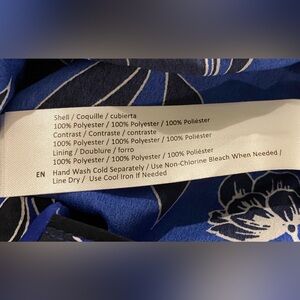 Shell / Coquille / cubierta
100% Polyester / 100% Polyester / 100% Poliéster
Contrast / Contraste / contraste
100% Polyester / 100% Polyester / 100% Poliéster
Lining / Doublure / forro
100% Polyester / 100% Polyester / 100% Poliéster
EN Hand Wash Cold Separately / Use Non-Chlorine Bleach When Needed /
Line Dry / Use Cool Iron If Needed